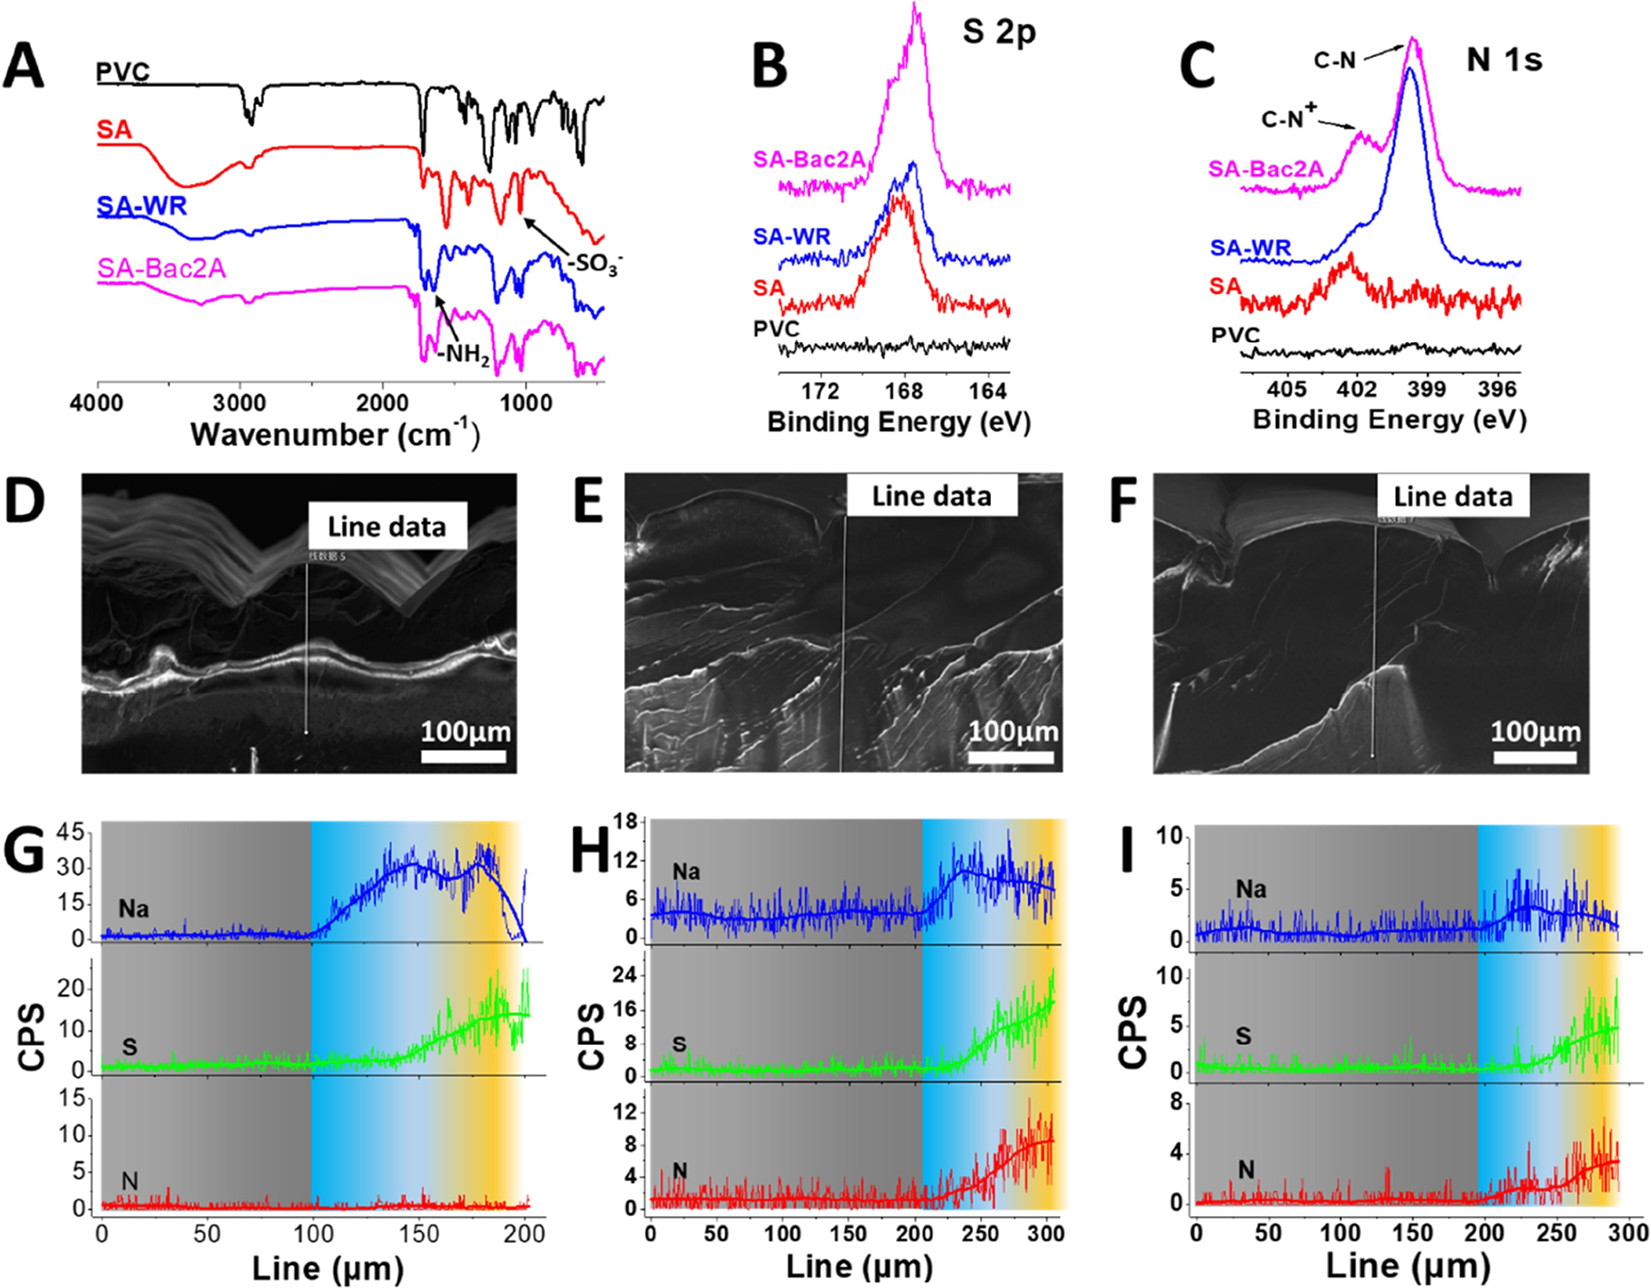 A
PVC
SA
SA-WR
SA-Bac2A
-SO₃⁻
-NH₂
4000 3000 2000 1000
Wavenumber (cm⁻¹)
B
S 2p
SA-Bac2A
SA-WR
SA
PVC
172 168 164
Binding Energy (eV)
C
N 1s
C-N
C-N⁺
SA-Bac2A
SA-WR
SA
PVC
405 402 399 396
Binding Energy (eV)
D
Line data
线数据 5
100μm
E
Line data
100μm
F
Line data
100μm
G
45
30
15
0
Na
20
10
0
S
15
10
5
0
N
CPS
0 50 100 150 200
Line (μm)
H
18
12
6
0
Na
24
16
8
0
S
12
8
4
0
N
CPS
0 50 100 150 200 250 300
Line (μm)
I
10
5
0
Na
10
5
0
S
8
4
0
N
CPS
0 50 100 150 200 250 300
Line (μm)